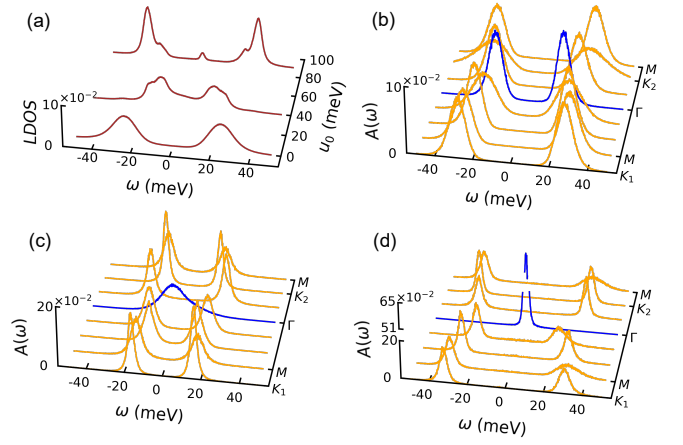 (a)
LDOS
10 ×10⁻²
0
-40 -20 0 20 40
ω (meV)
0 20 40 60 80 100
u₀ (meV)
(b)
A(ω)
10 ×10⁻²
0
-40 -20 0 20 40
ω (meV)
K₁ M Γ K₂ M
(c)
A(ω)
20 ×10⁻²
0
-40 -20 0 20 40
ω (meV)
K₁ M Γ K₂ M
(d)
A(ω)
65 ×10⁻²
51
20
0
-40 -20 0 20 40
ω (meV)
K₁ M Γ K₂ M